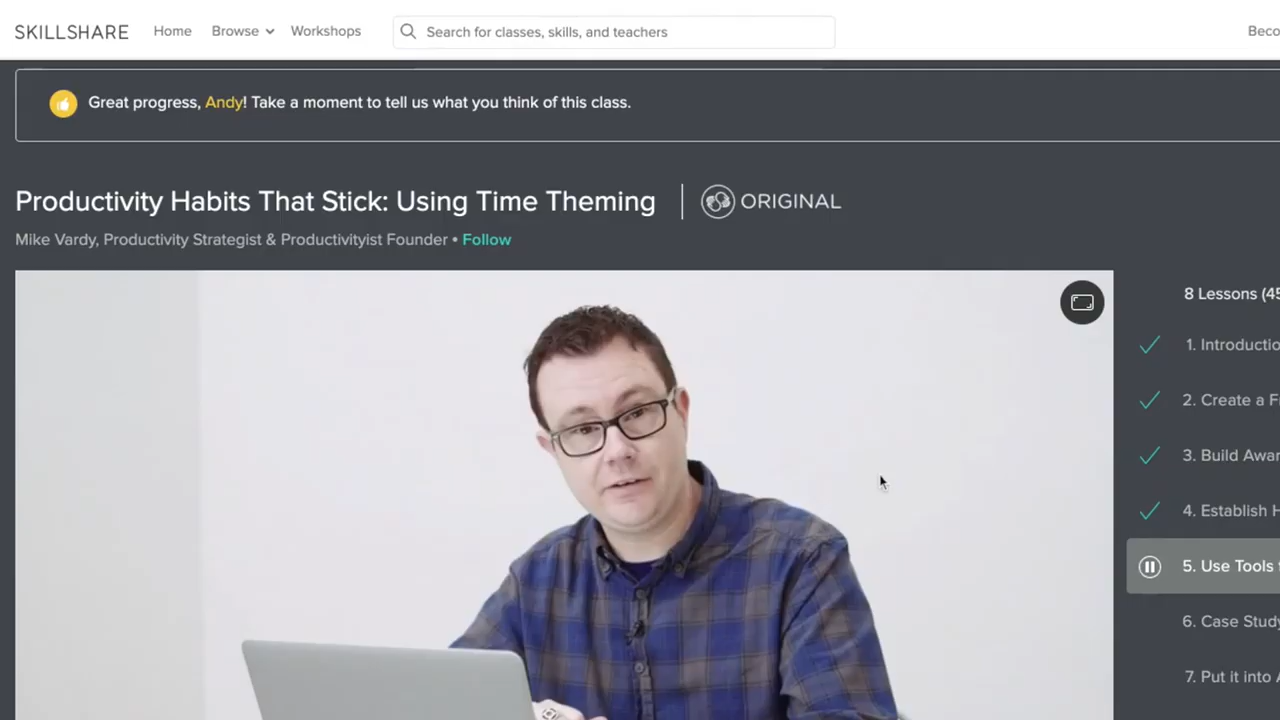 SKILLSHARE Home Browse Workshops Search for classes, skills, and teachers Beco
Great progress, Andy! Take a moment to tell us what you think of this class.
Productivity Habits That Stick: Using Time Theming ORIGINAL
Mike Vardy, Productivity Strategist & Productivityist Founder • Follow
8 Lessons (45
1. Introductio
2. Create a F
3. Build Awar
4. Establish H
5. Use Tools
6. Case Study
7. Put it into A